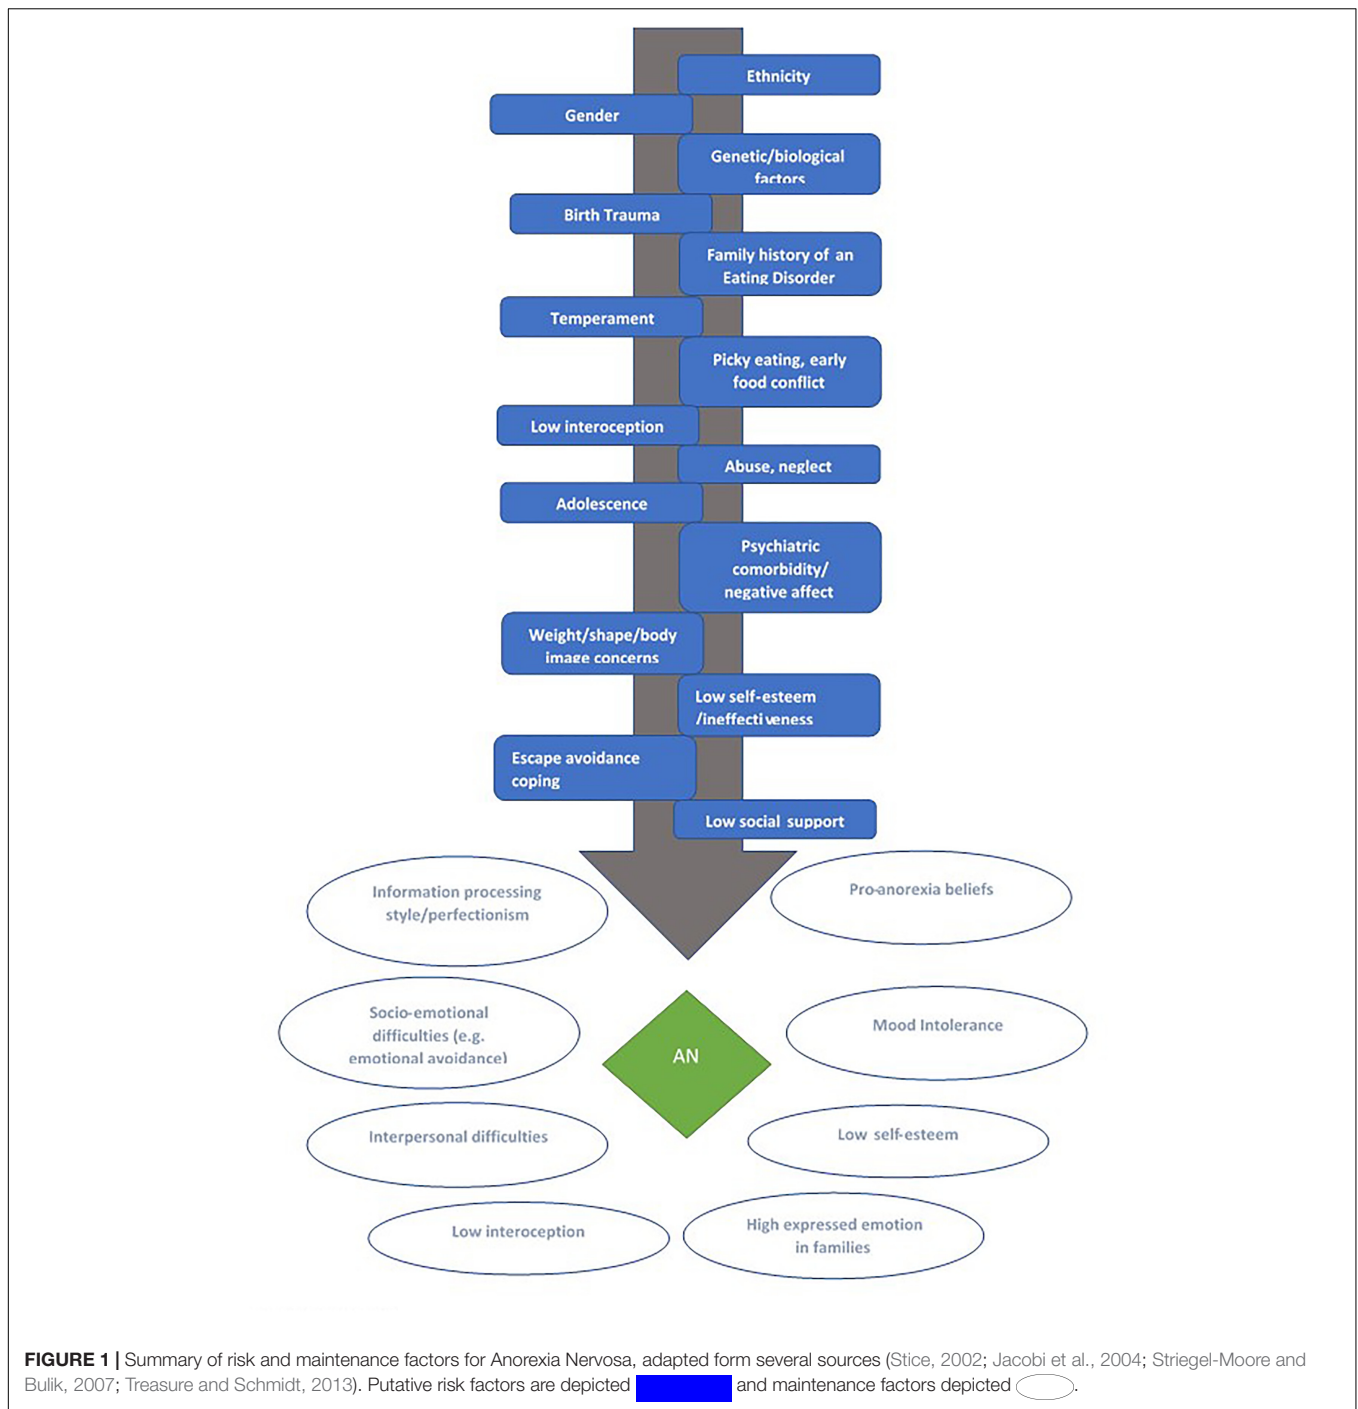 Ethnicity
Gender
Genetic/biological
factors
Birth Trauma
Family history of an
Eating Disorder
Temperament
Picky eating, early
food conflict
Low interoception
Abuse, neglect
Adolescence
Psychiatric
comorbidity/
negative affect
Weight/shape/body
image concerns
Low self-esteem
/ineffectiveness
Escape avoidance
coping
Low social support
Information processing
style/perfectionism
Pro-anorexia beliefs
Socio-emotional
difficulties (e.g.
emotional avoidance)
Mood Intolerance
AN
Interpersonal difficulties
Low self-esteem
Low interoception
High expressed emotion
in families
FIGURE 1 | Summary of risk and maintenance factors for Anorexia Nervosa, adapted form several sources (Stice, 2002; Jacobi et al., 2004; Striegel-Moore and
Bulik, 2007; Treasure and Schmidt, 2013). Putative risk factors are depicted and maintenance factors depicted .